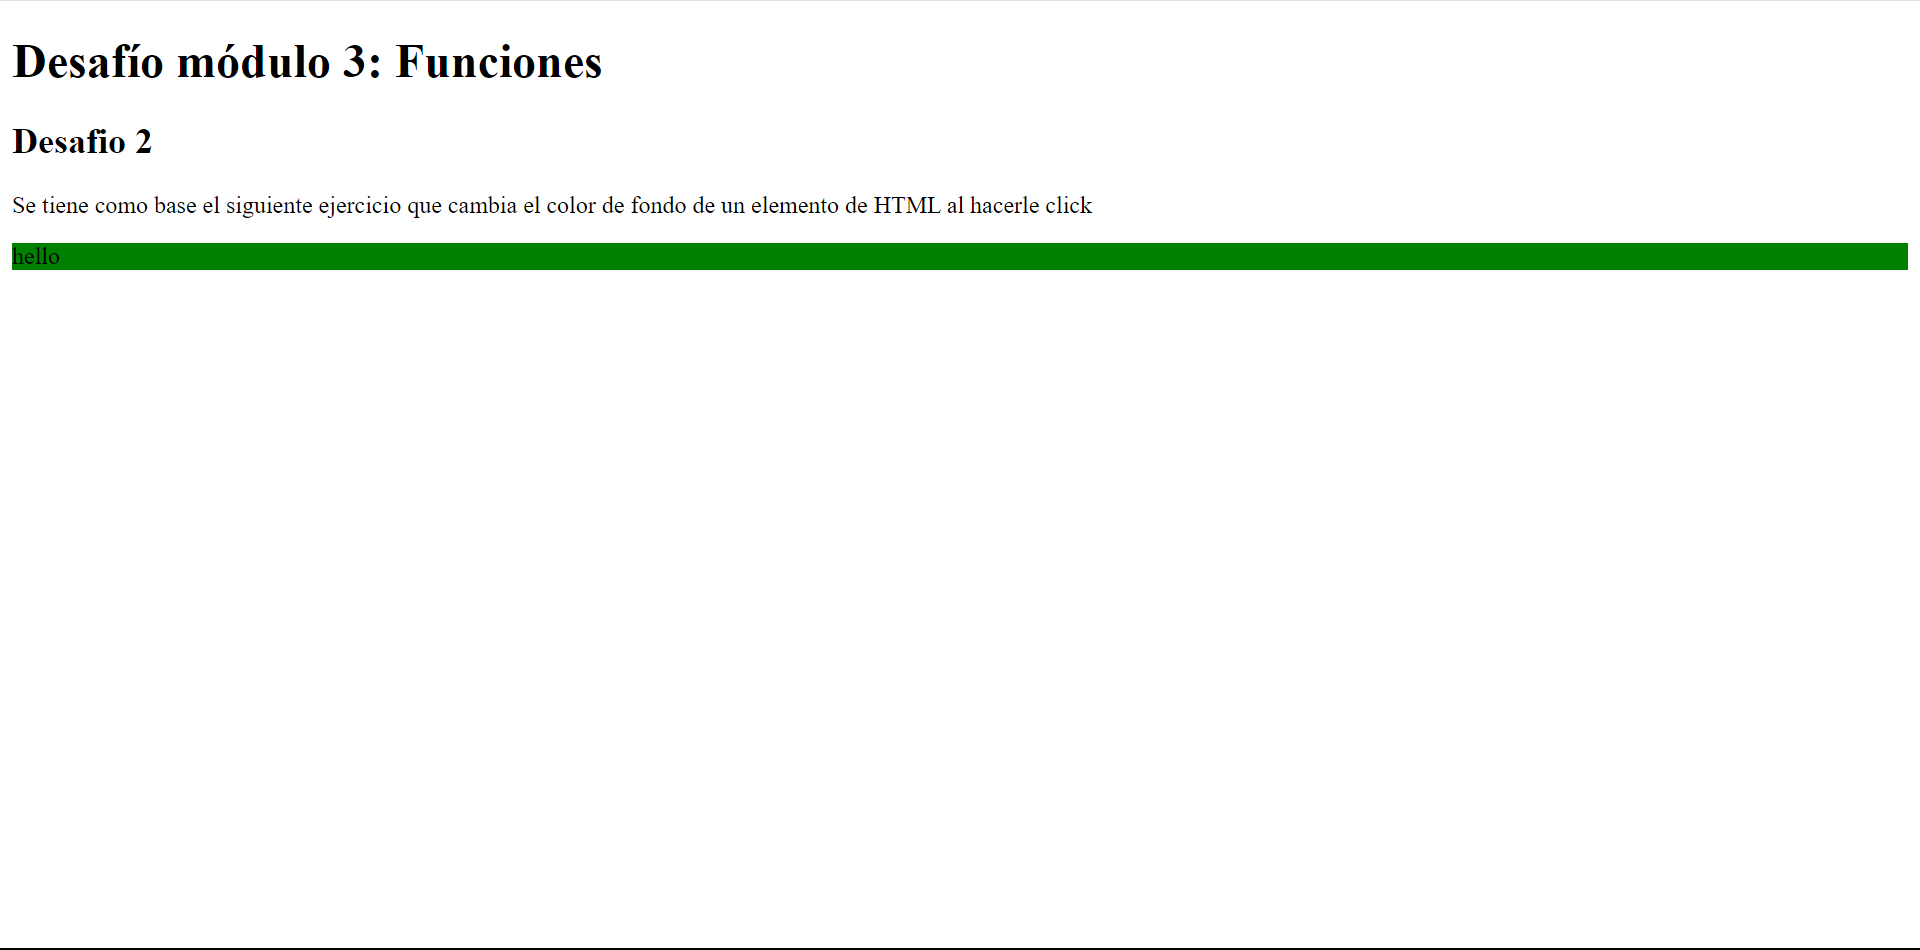 Desafío módulo 3: Funciones
Desafio 2
Se tiene como base el siguiente ejercicio que cambia el color de fondo de un elemento de HTML al hacerle click
hello